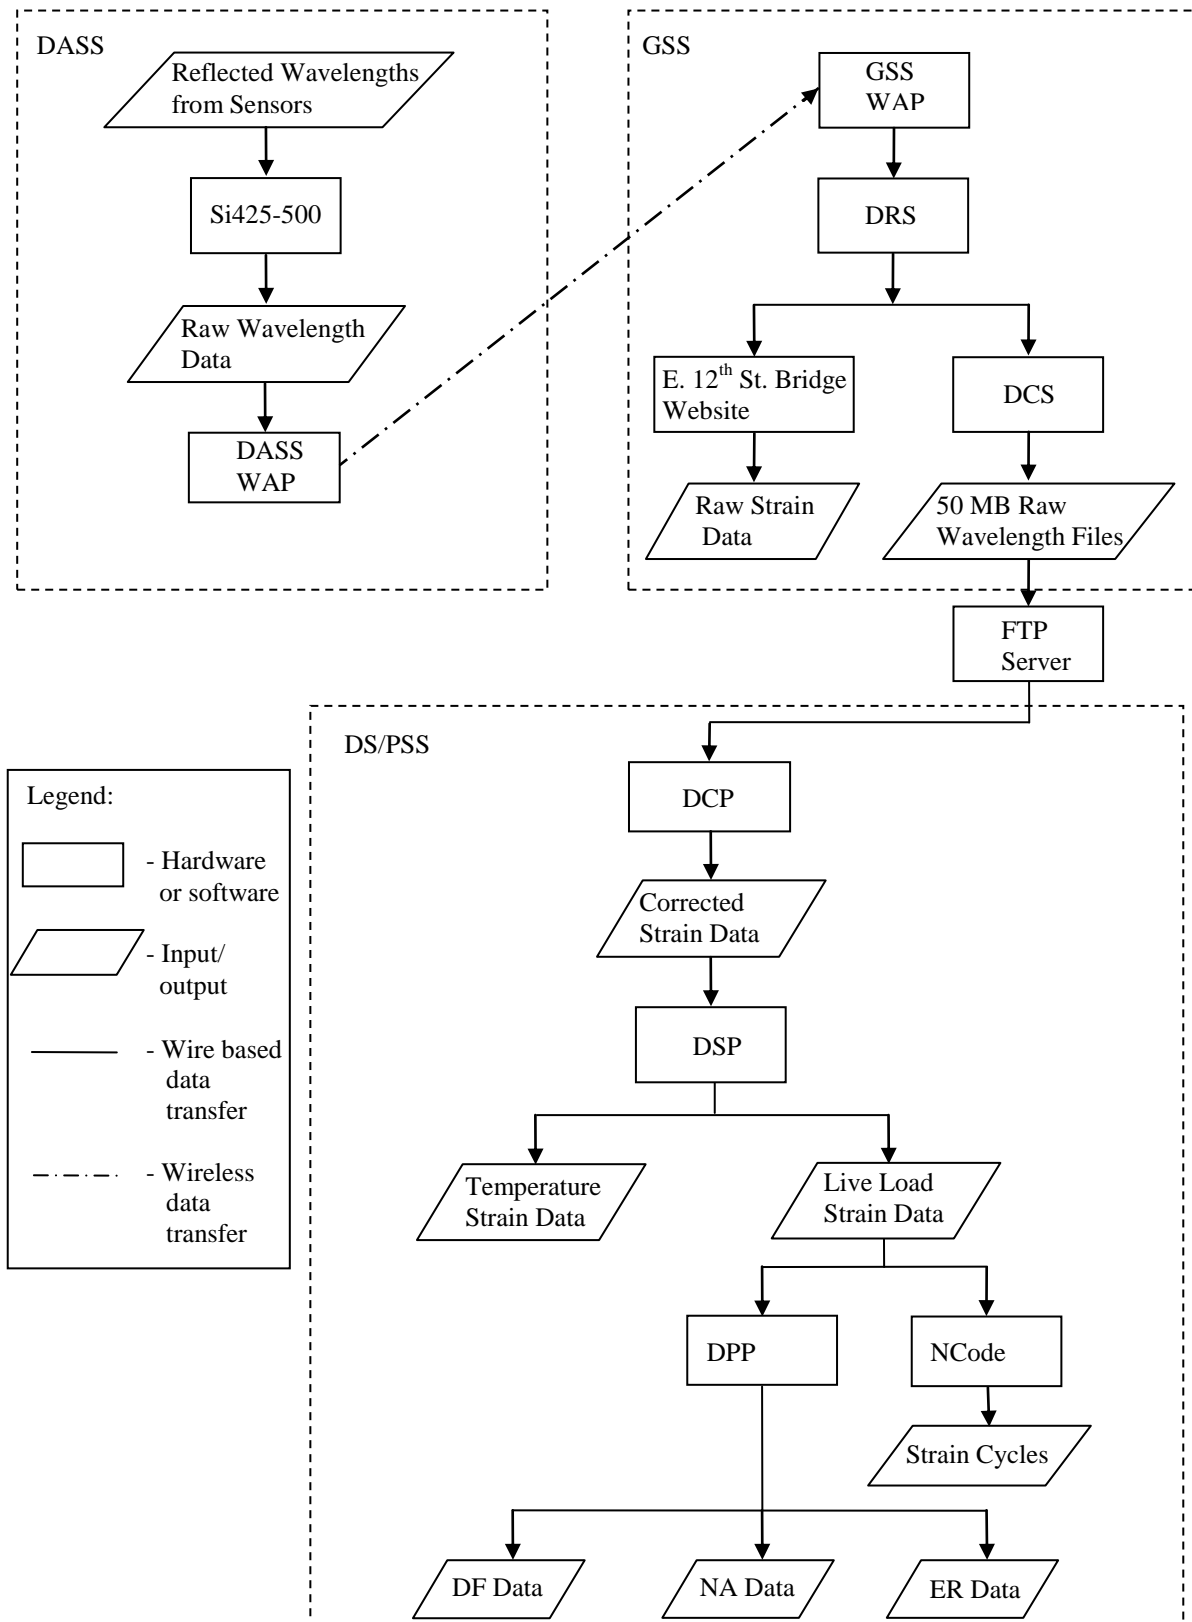 DASS
Reflected Wavelengths
from Sensors
Si425-500
Raw Wavelength
Data
DASS
WAP
GSS
GSS
WAP
DRS
E. 12th St. Bridge
Website
DCS
Raw Strain
Data
50 MB Raw
Wavelength Files
FTP
Server
DS/PSS
DCP
Corrected
Strain Data
DSP
Temperature
Strain Data
Live Load
Strain Data
DPP
NCode
Strain Cycles
DF Data
NA Data
ER Data
Legend:
- Hardware
or software
- Input/
output
- Wire based
data
transfer
- Wireless
data
transfer